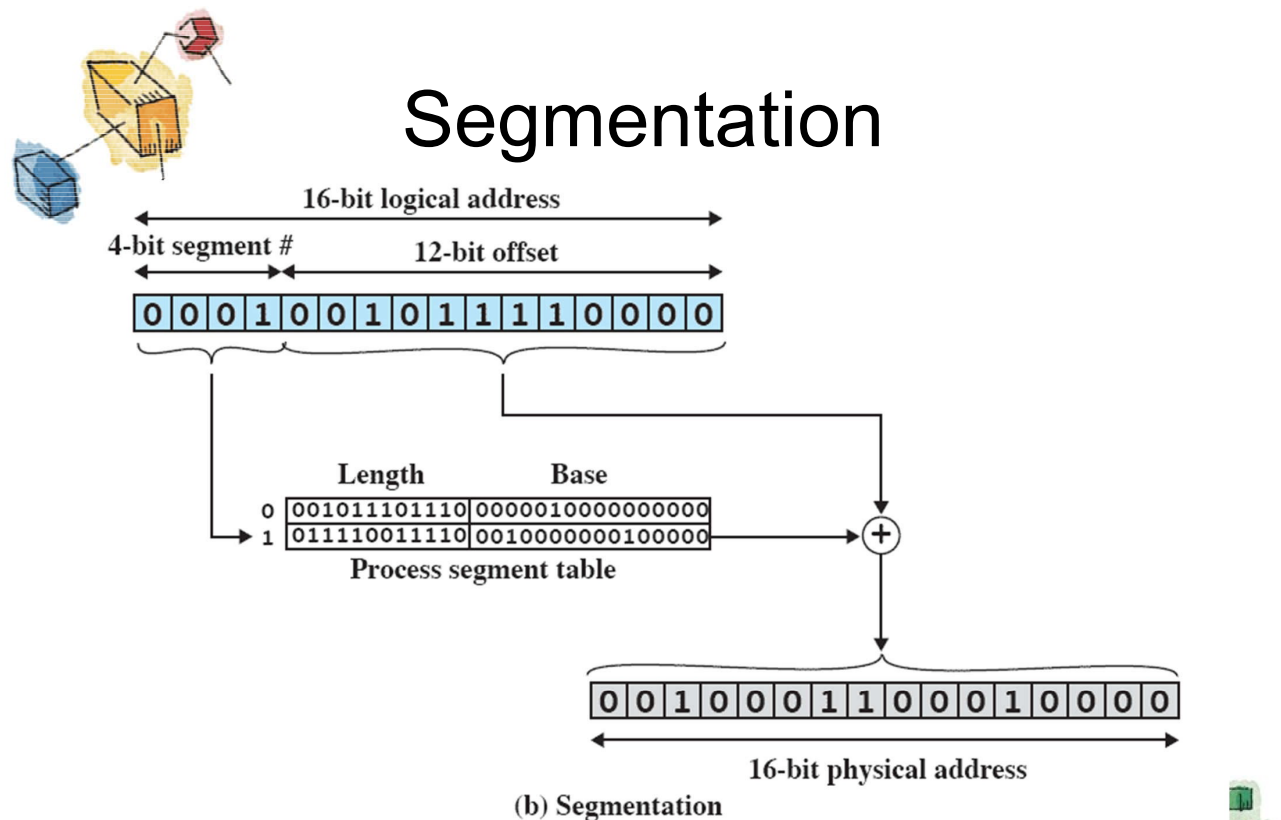 Segmentation
16-bit logical address
4-bit segment # 12-bit offset
0 0 0 1 0 0 1 0 1 1 1 1 0 0 0 0
Length Base
0 001011101110 0000010000000000
1 011110011110 0010000000100000
Process segment table
+
0 0 1 0 0 0 1 1 0 0 0 1 0 0 0 0
16-bit physical address
(b) Segmentation